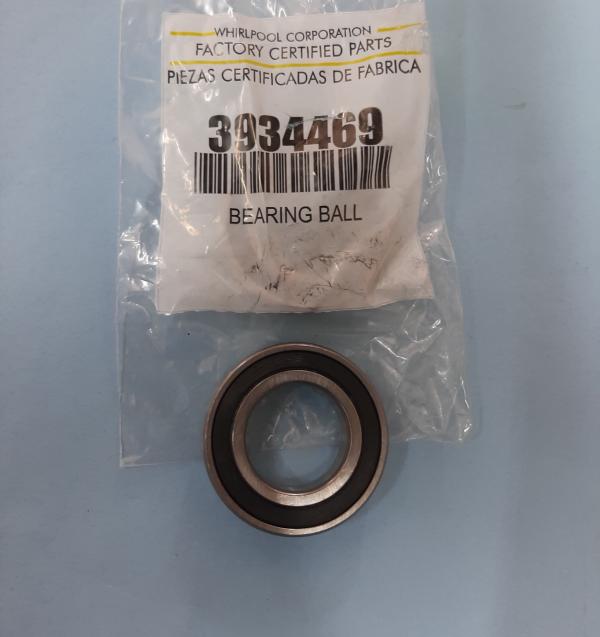 WHIRLPOOL CORPORATION
FACTORY CERTIFIED PARTS
PIEZAS CERTIFICADAS DE FABRICA
3934469
BEARING BALL